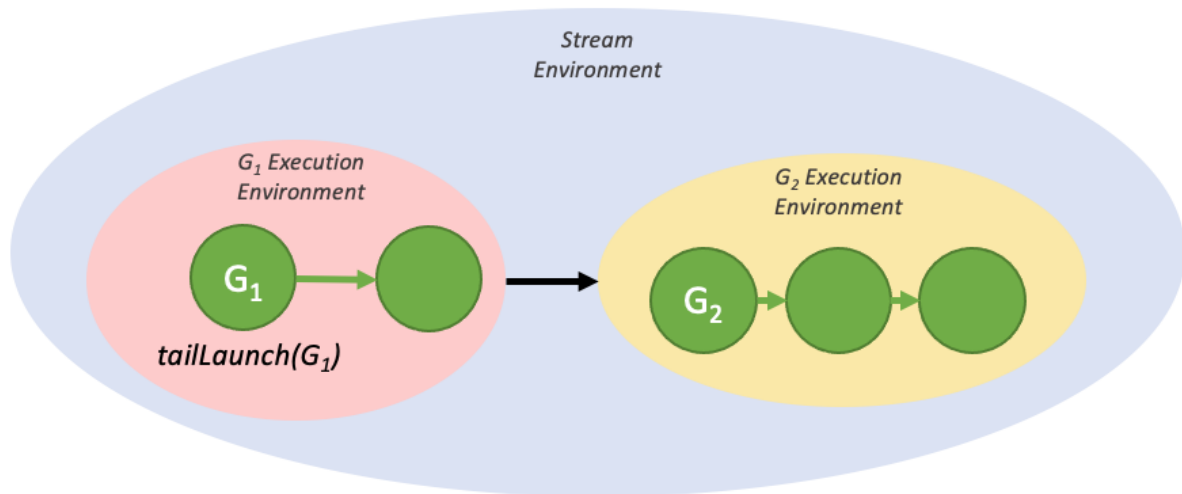 Stream
Environment
G₁ Execution
Environment
G₂ Execution
Environment
G₁
G₂
tailLaunch(G₁)